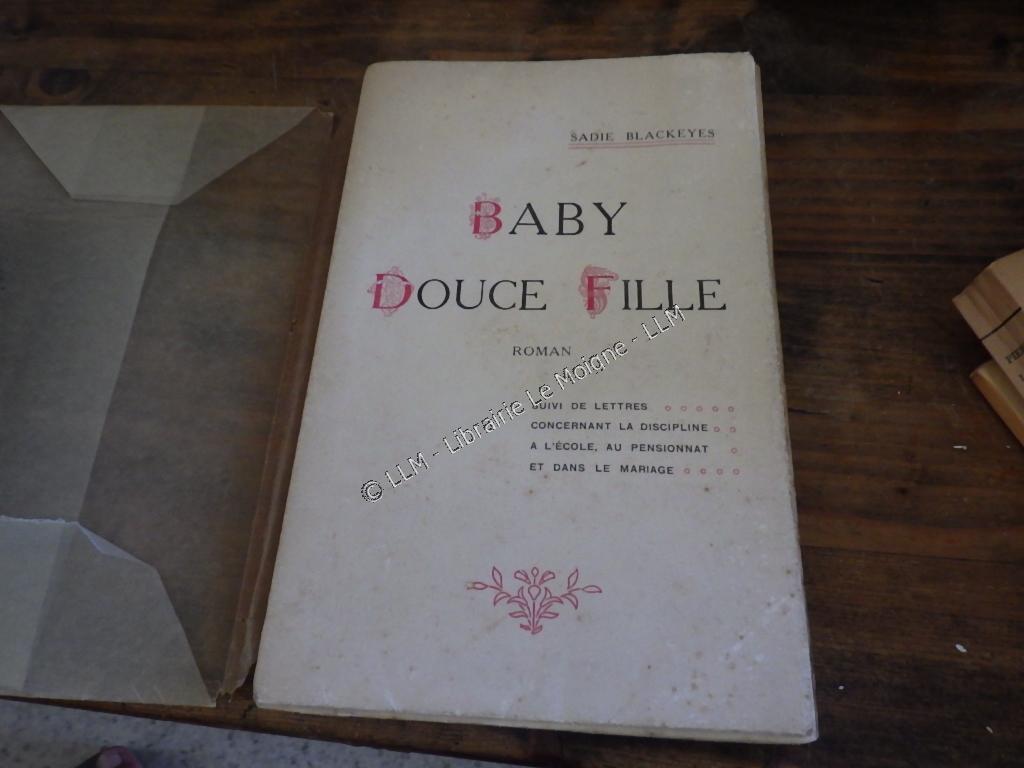 SADIE BLACKEYES
BABY
DOUCE FILLE
ROMAN
SUIVI DE LETTRES
CONCERNANT LA DISCIPLINE
A L'ÉCOLE, AU PENSIONNAT
ET DANS LE MARIAGE
© LLM - Librairie Le Moigne - LLM